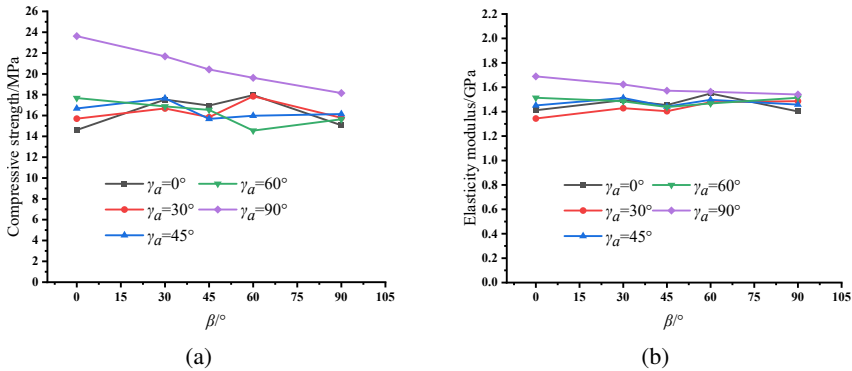 Compressive strength/MPa
26
24
22
20
18
16
14
12
10
8
6
4
2
0
γa=0° γa=60°
γa=30° γa=90°
γa=45°
0 15 30 45 60 75 90 105
β/°
(a)
Elasticity modulus/GPa
2.2
2.0
1.8
1.6
1.4
1.2
1.0
0.8
0.6
0.4
0.2
0.0
γa=0° γa=60°
γa=30° γa=90°
γa=45°
0 15 30 45 60 75 90 105
β/°
(b)